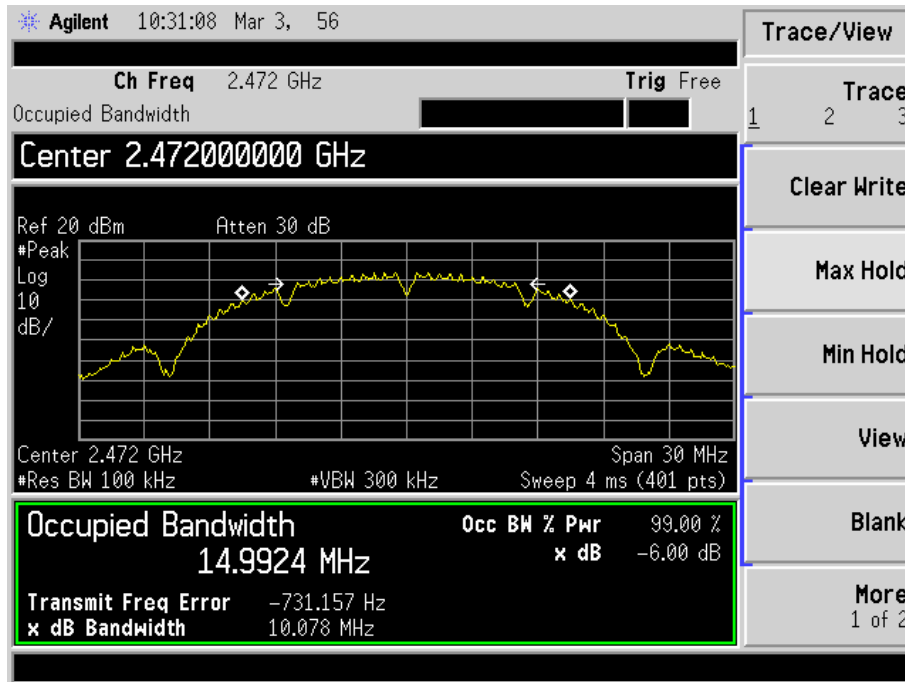 Agilent 10:31:08 Mar 3, 56
Trace/View
Ch Freq 2.472 GHz Trig Free
Occupied Bandwidth
Trace
1 2 3
Center 2.472000000 GHz
Clear Write
Ref 20 dBm Atten 30 dB
#Peak
Log
10
dB/
Max Hold
Min Hold
View
Center 2.472 GHz Span 30 MHz
#Res BW 100 kHz #VBW 300 kHz Sweep 4 ms (401 pts)
Occupied Bandwidth Occ BW % Pwr 99.00 %
14.9924 MHz x dB -6.00 dB
Blank
Transmit Freq Error -731.157 Hz
x dB Bandwidth 10.078 MHz
More
1 of 2